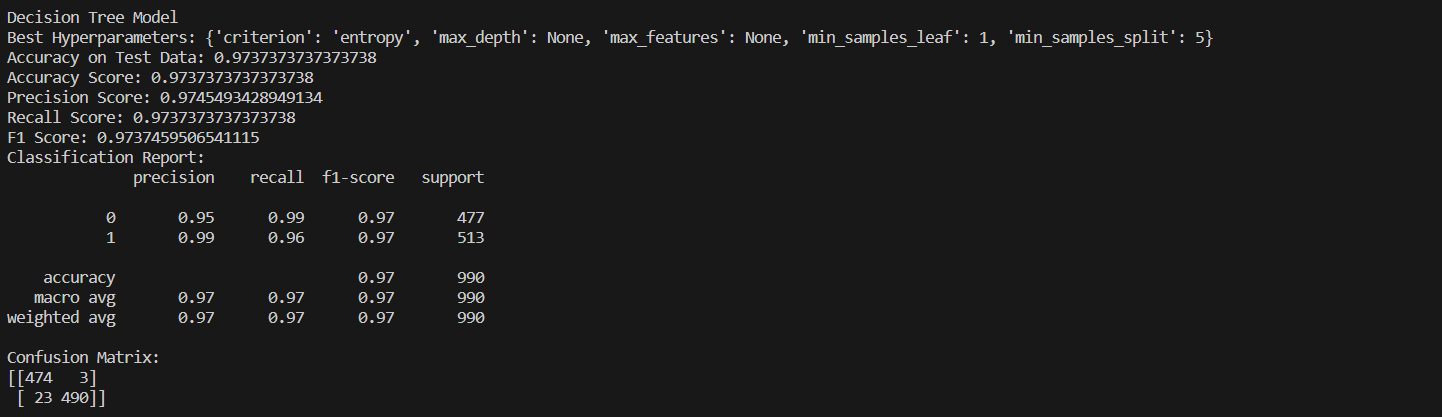 Decision Tree Model
Best Hyperparameters: {'criterion': 'entropy', 'max_depth': None, 'max_features': None, 'min_samples_leaf': 1, 'min_samples_split': 5}
Accuracy on Test Data: 0.9737373737373738
Accuracy Score: 0.9737373737373738
Precision Score: 0.9745493428949134
Recall Score: 0.9737373737373738
F1 Score: 0.9737459506541115
Classification Report:
              precision    recall  f1-score   support

           0       0.95      0.99      0.97       477
           1       0.99      0.96      0.97       513

    accuracy                           0.97       990
   macro avg       0.97      0.97      0.97       990
weighted avg       0.97      0.97      0.97       990

Confusion Matrix:
[[474   3]
 [ 23 490]]